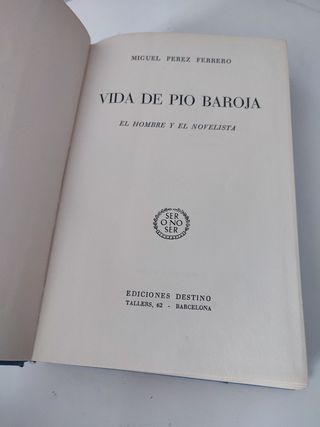 MIGUEL PEREZ FERRERO
VIDA DE PIO BAROJA
EL HOMBRE Y EL NOVELISTA
SER
O NO
SER
EDICIONES DESTINO
TALLERS, 62 - BARCELONA